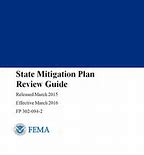 State Mitigation Plan
Review Guide
Released March 2015
Effective March 2016
FP 302-094-2
FEMA